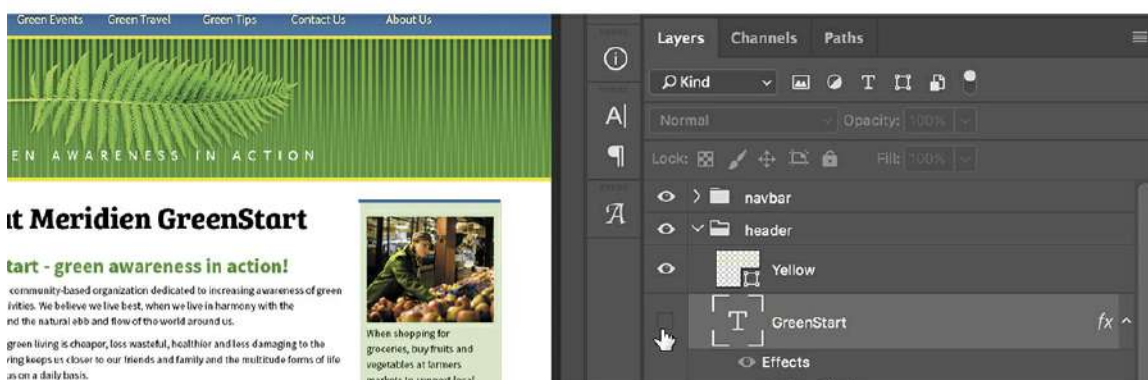 Green Events Green Travel Green Tips Contact Us About Us
EN AWARENESS IN ACTION
t Meridien GreenStart
tart - green awareness in action!
community-based organization dedicated to increasing awareness of green
ivities. We believe we live best, when we live in harmony with the
nd the natural ebb and flow of the world around us.
green living is cheaper, less wasteful, healthier and less damaging to the
ving keeps us closer to our friends and family and the multitude forms of life
us on a daily basis.
When shopping for
groceries, buy fruits and
vegetables at farmers
markets to support local
Layers Channels Paths
Kind
Normal Opacity: 100%
Lock: Fill: 100%
navbar
header
Yellow
T GreenStart fx
Effects